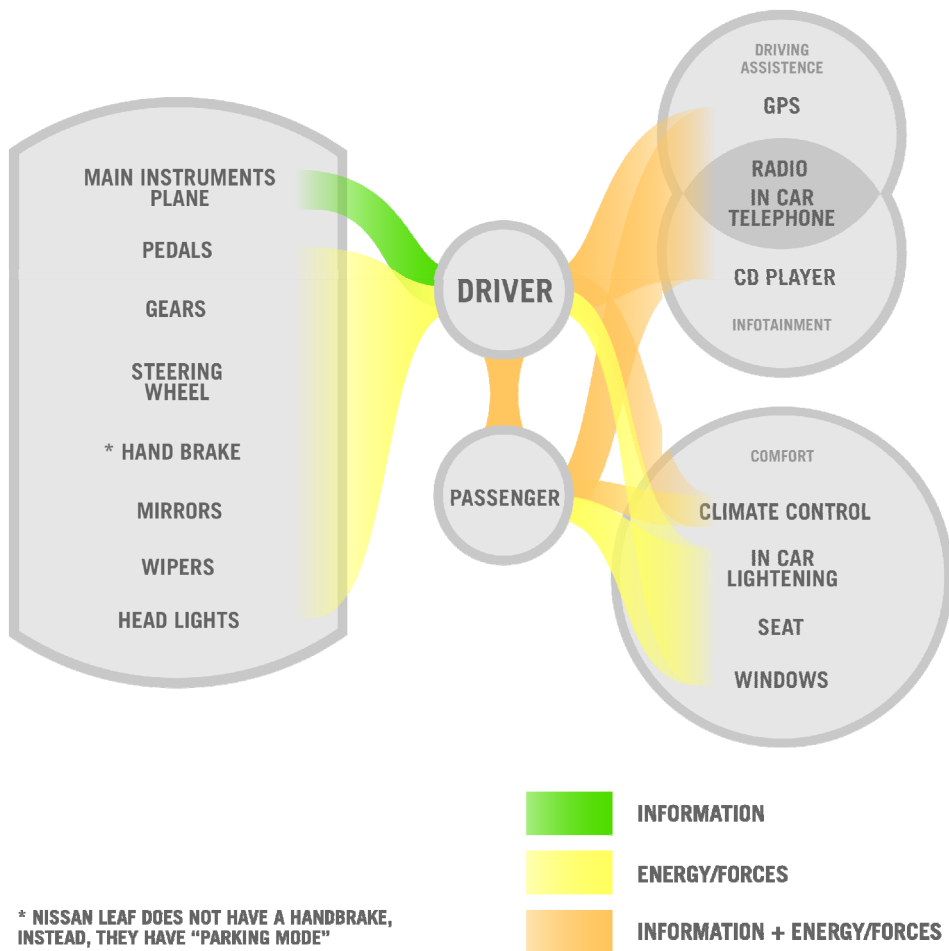 MAIN INSTRUMENTS
PLANE
PEDALS
GEARS
STEERING
WHEEL
* HAND BRAKE
MIRRORS
WIPERS
HEAD LIGHTS
DRIVER
PASSENGER
DRIVING
ASSISTENCE
GPS
RADIO
IN CAR
TELEPHONE
CD PLAYER
INFOTAINMENT
COMFORT
CLIMATE CONTROL
IN CAR
LIGHTENING
SEAT
WINDOWS
INFORMATION
ENERGY/FORCES
INFORMATION + ENERGY/FORCES
* NISSAN LEAF DOES NOT HAVE A HANDBRAKE,
INSTEAD, THEY HAVE “PARKING MODE”